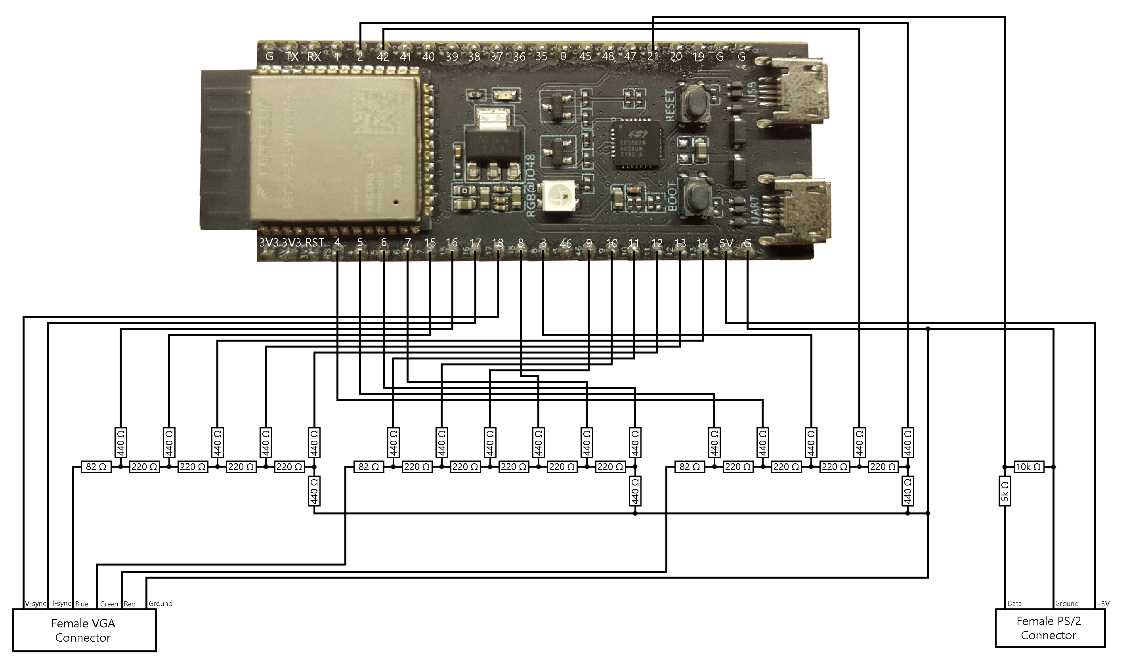 G TX RX 1 2 42 41 40 39 38 37 36 35 0 45 48 47 21 20 19 G G
RESET
USB
RGB@IO48
BOOT
UART
3V3 3V3 RST 4 5 6 7 15 16 17 18 8 3 46 9 10 11 12 13 14 5V G
440 Ω 440 Ω 440 Ω 440 Ω 440 Ω 440 Ω 440 Ω 440 Ω 440 Ω 440 Ω 440 Ω 440 Ω 440 Ω 440 Ω 440 Ω 440 Ω
82 Ω 220 Ω 220 Ω 220 Ω 220 Ω 82 Ω 220 Ω 220 Ω 220 Ω 220 Ω 220 Ω 82 Ω 220 Ω 220 Ω 220 Ω 220 Ω 10k Ω
440 Ω 440 Ω 440 Ω 5k Ω
V-sync H-sync Blue Green Red Ground Data Ground +5V
Female VGA
Connector
Female PS/2
Connector